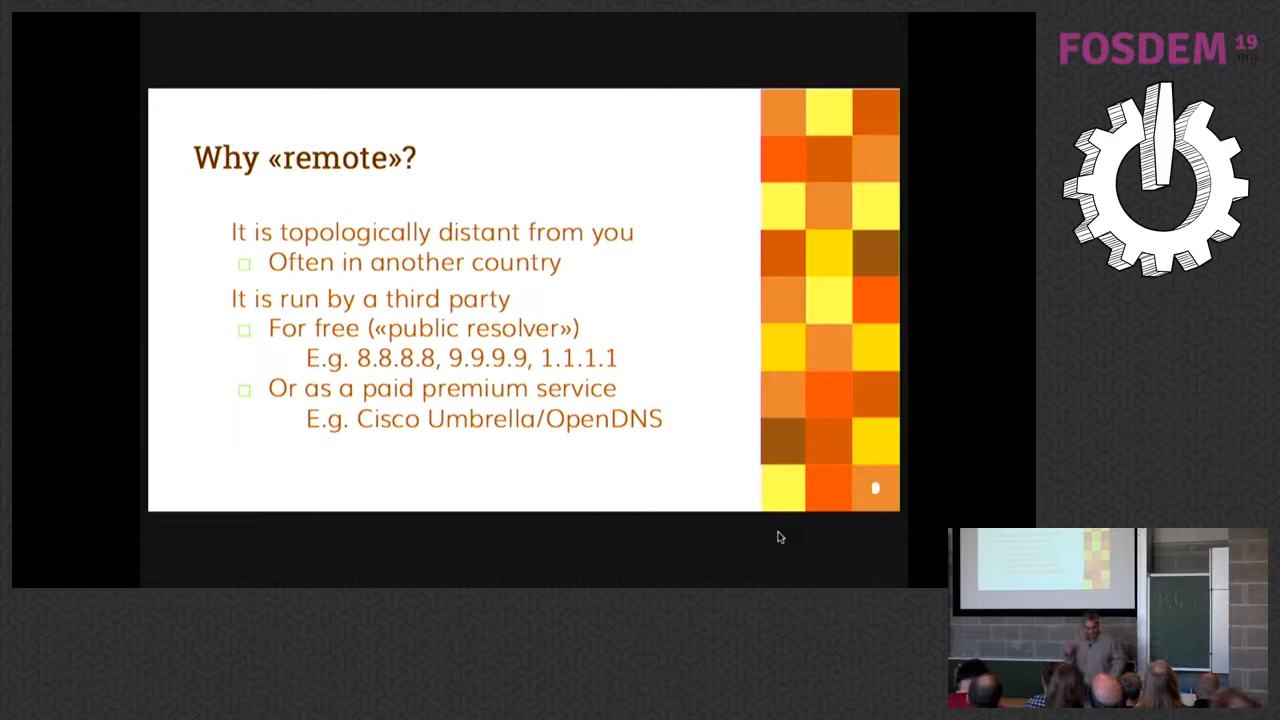 Why «remote»?
It is topologically distant from you
Often in another country
It is run by a third party
For free («public resolver»)
E.g. 8.8.8.8, 9.9.9.9, 1.1.1.1
Or as a paid premium service
E.g. Cisco Umbrella/OpenDNS
9
FOSDEM 19
.org